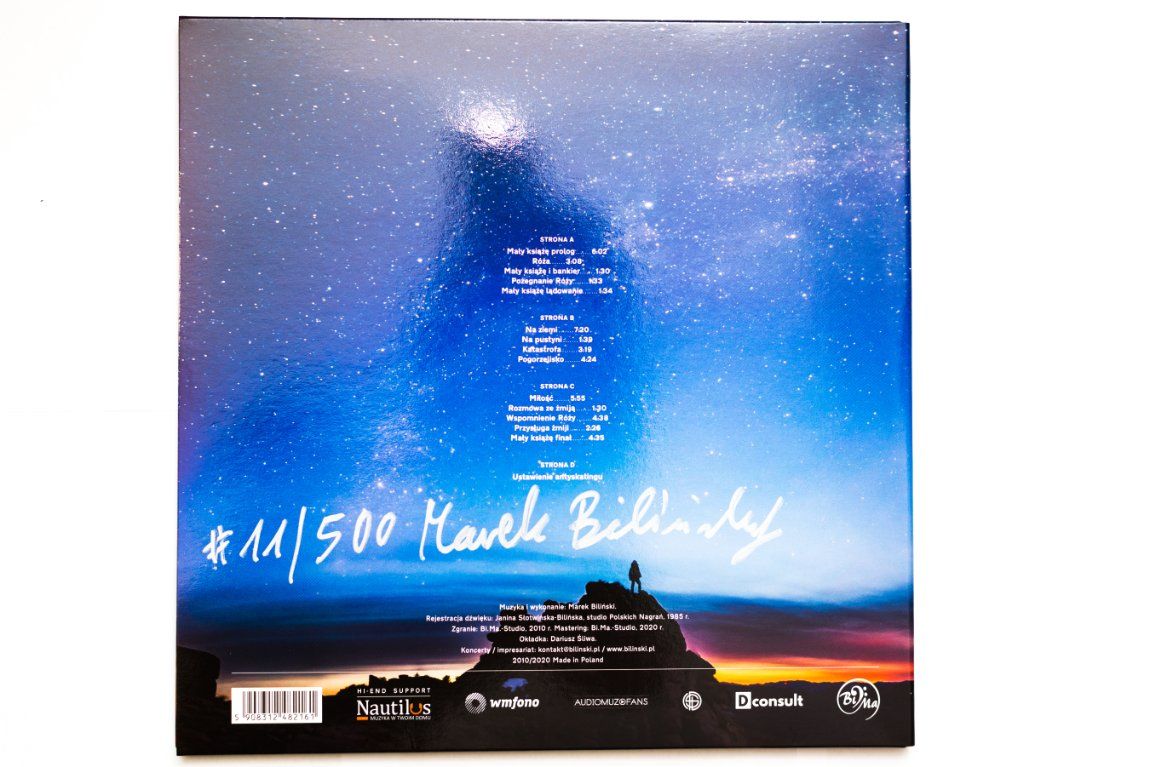 STRONA A
Mały książę prolog ..... 6:02
Róża ...... 3:08
Mały książę i bankier ..... 1:30
Pożegnanie Róży ...... 1:33
Mały książę lądowanie ..... 1:34
STRONA B
Na ziemi ...... 7:20
Na pustyni ...... 1:39
Katastrofa ...... 3:19
Pogorzelisko ...... 4:24
STRONA C
Miłość ...... 5:55
Rozmowa ze żmiją ...... 1:30
Wspomnienie Róży ...... 4:38
Przysługa żmiji ...... 2:26
Mały książę finał ...... 4:35
STRONA D
Ustawienie antyskatingu
#11/500 Marek Biliński
Muzyka i wykonanie: Marek Biliński.
Rejestracja dźwięku: Janina Słotwińska-Bilińska, studio Polskich Nagrań, 1985 r.
Zgranie: Bi.Ma.-Studio, 2010 r. Mastering: Bi.Ma.-Studio, 2020 r.
Okładka: Dariusz Śliwa.
Koncerty / impresariat: kontakt@bilinski.pl / www.bilinski.pl
2010/2020 Made in Poland
5 908312 482161
HI-END SUPPORT
Nautilus
MUZYKA W TWOIM DOMU
wmfono
AUDIOMUZOFANS
Dconsult
Bi.Ma